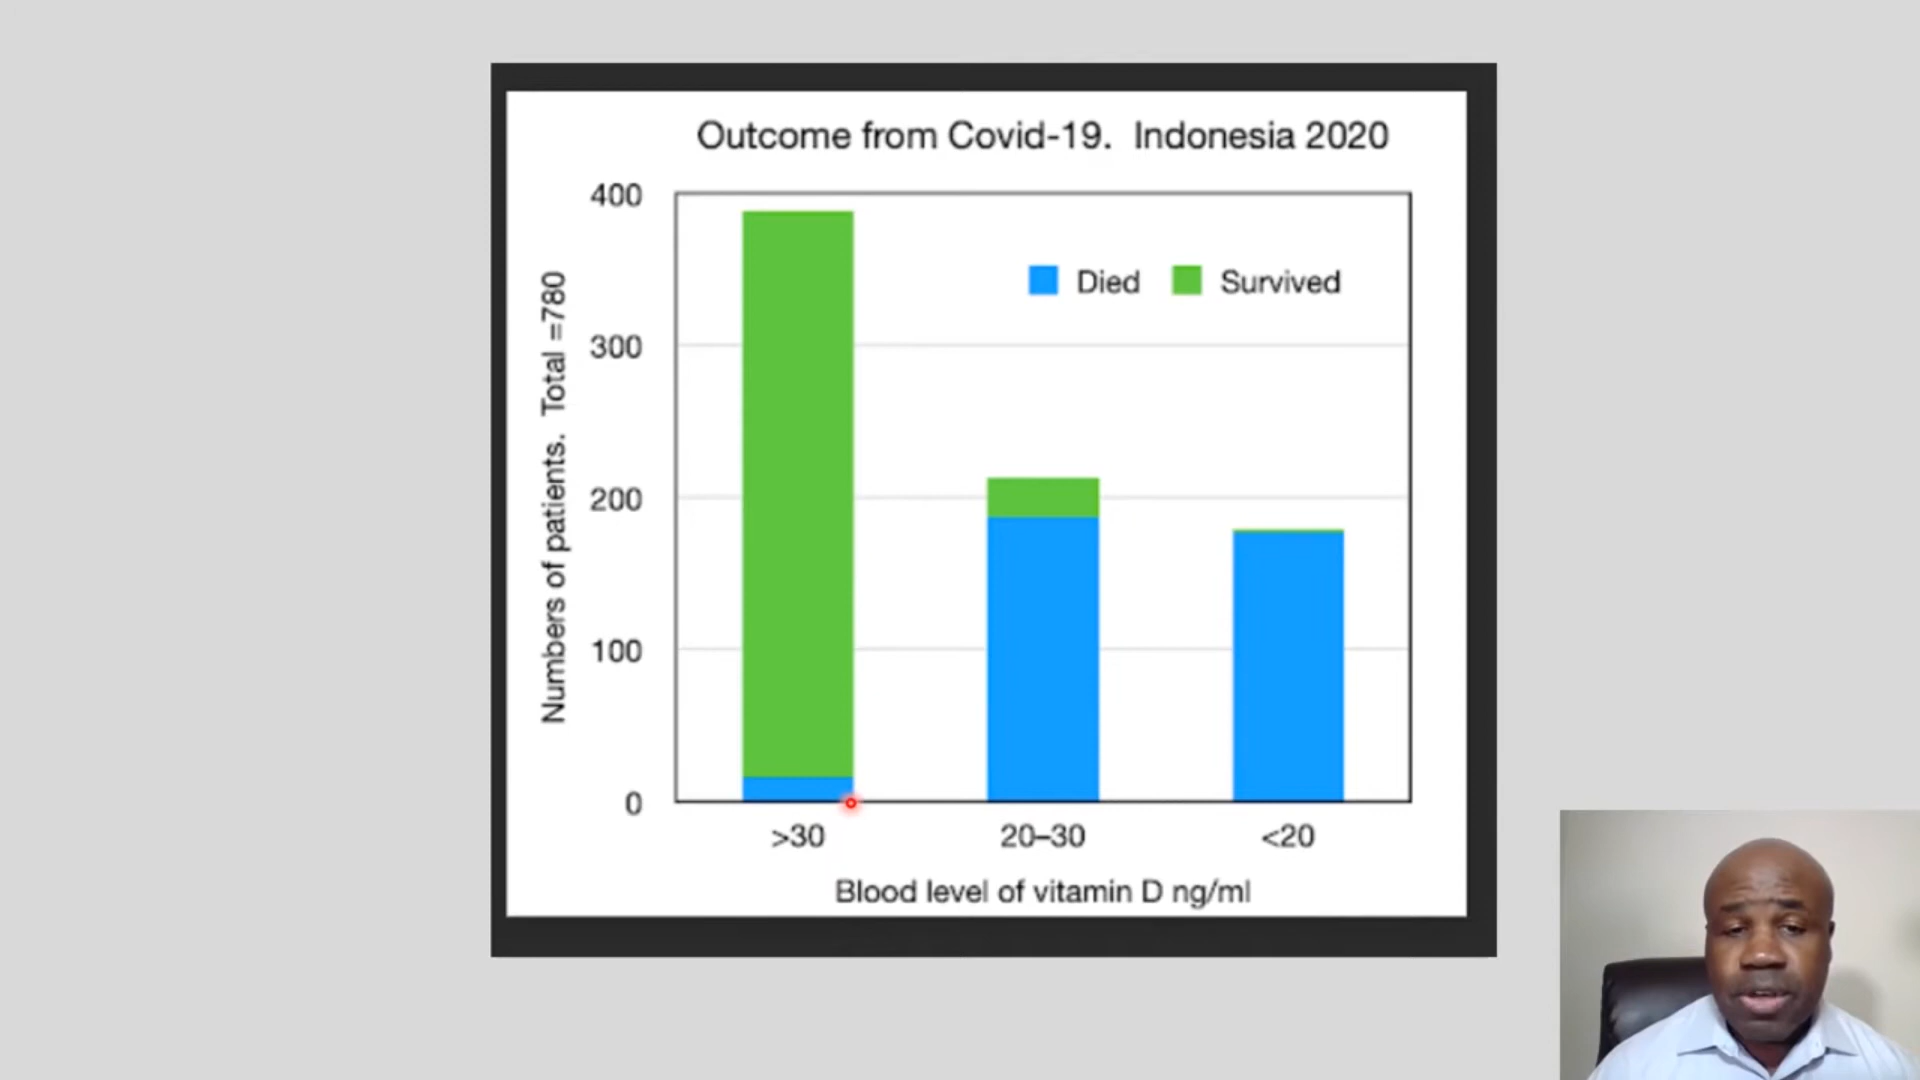 Outcome from Covid-19. Indonesia 2020
Numbers of patients. Total =780
400
300
200
100
0
Died
Survived
>30
20–30
<20
Blood level of vitamin D ng/ml